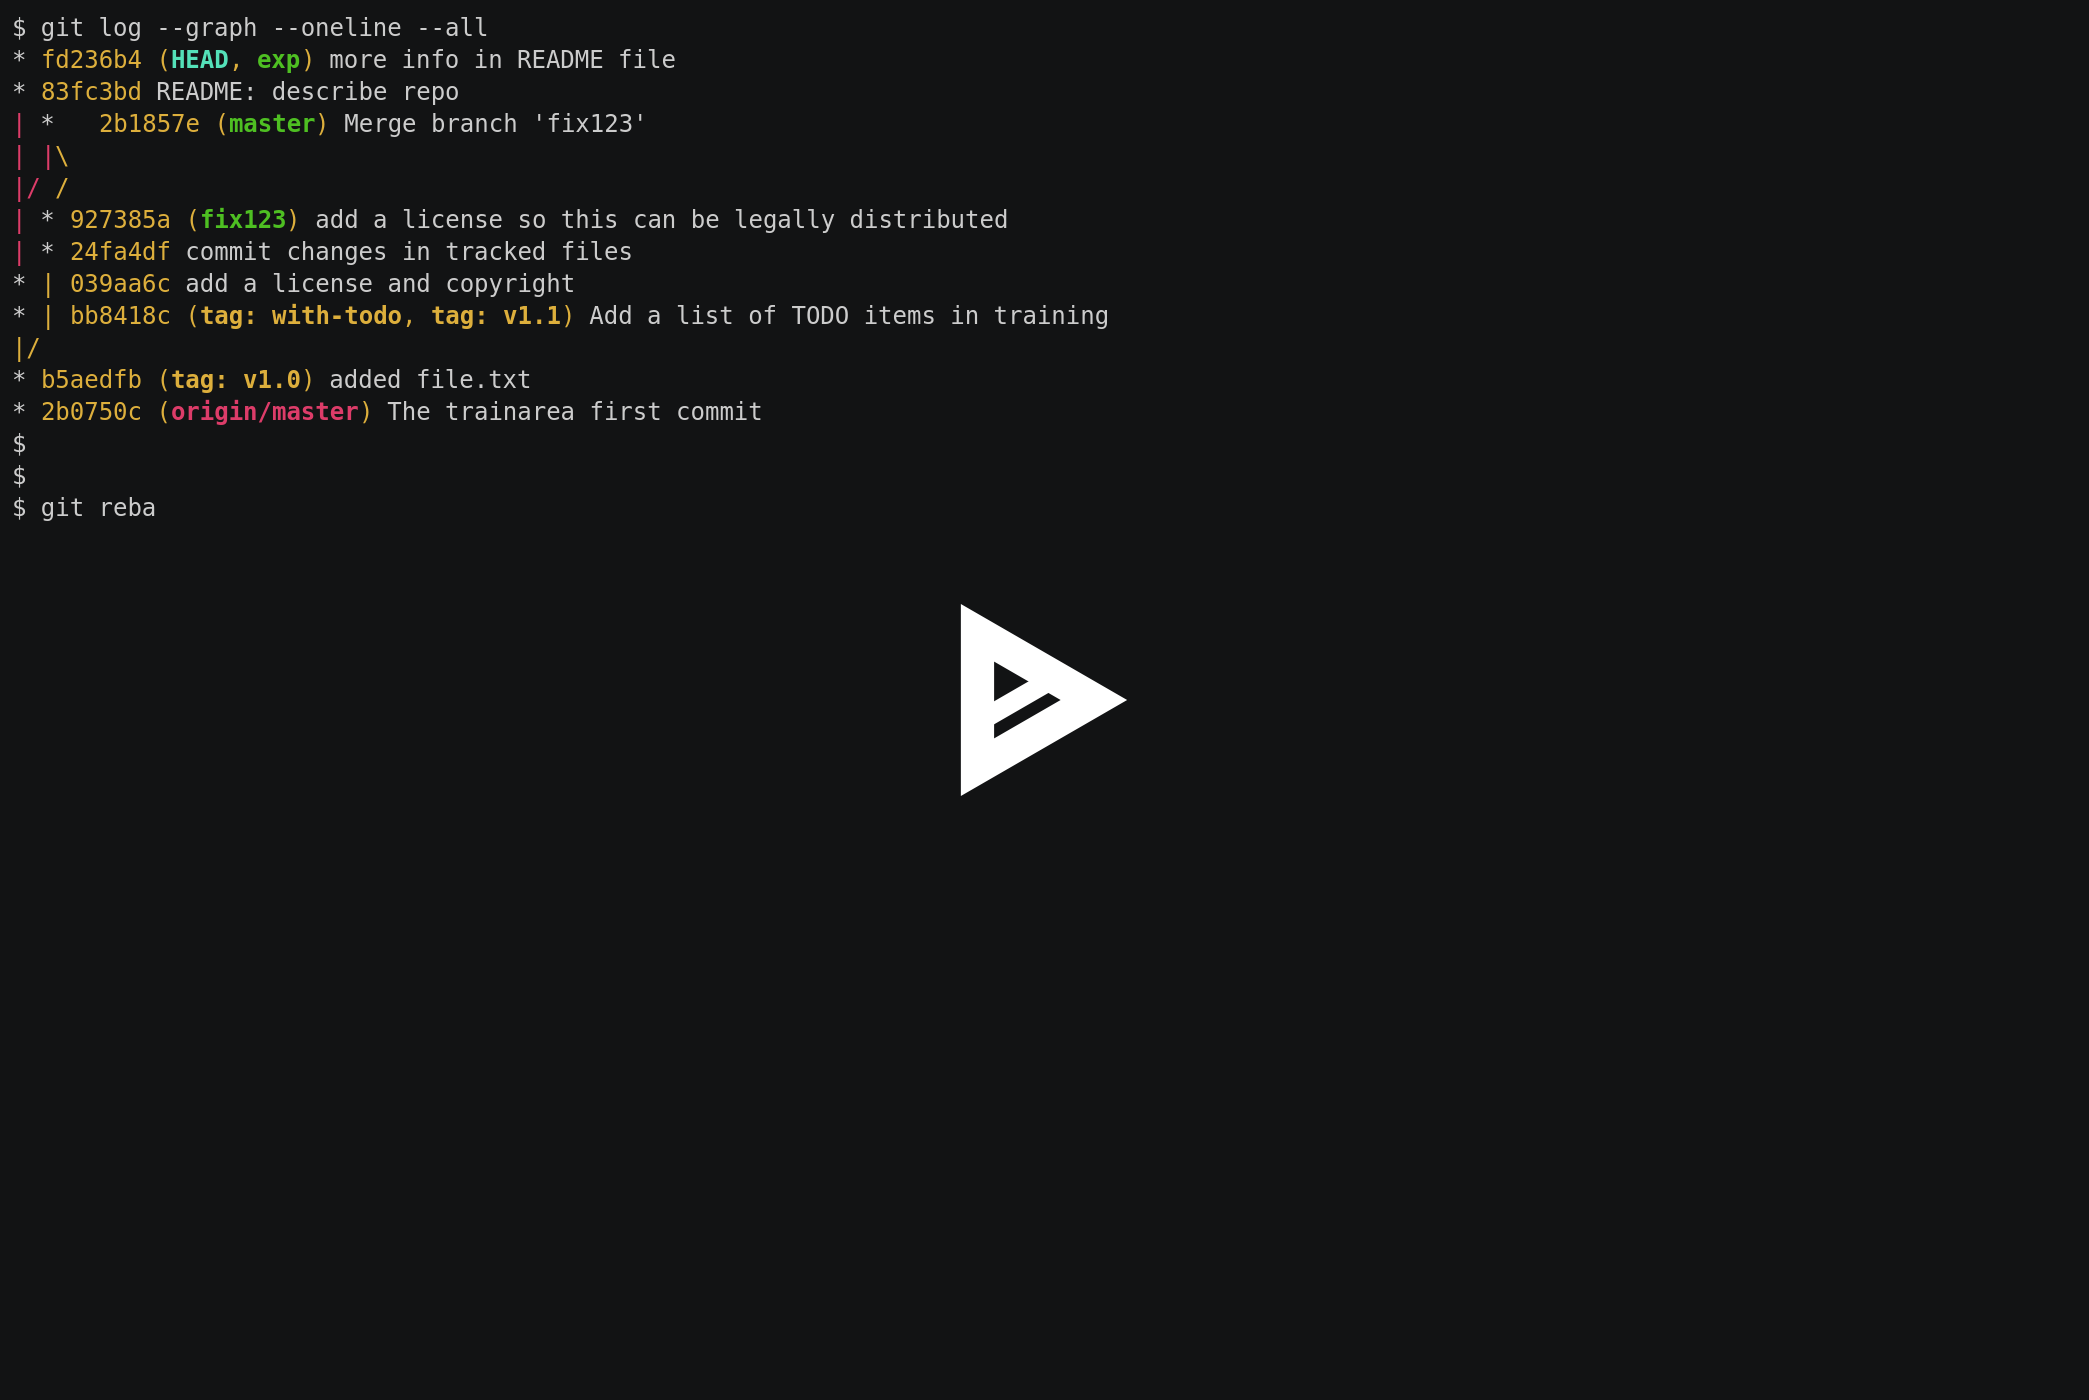 $ git log --graph --oneline --all
* fd236b4 (HEAD, exp) more info in README file
* 83fc3bd README: describe repo
| *   2b1857e (master) Merge branch 'fix123'
| |\
|/ /
| * 927385a (fix123) add a license so this can be legally distributed
| * 24fa4df commit changes in tracked files
* | 039aa6c add a license and copyright
* | bb8418c (tag: with-todo, tag: v1.1) Add a list of TODO items in training
|/
* b5aedfb (tag: v1.0) added file.txt
* 2b0750c (origin/master) The trainarea first commit
$
$
$ git reba